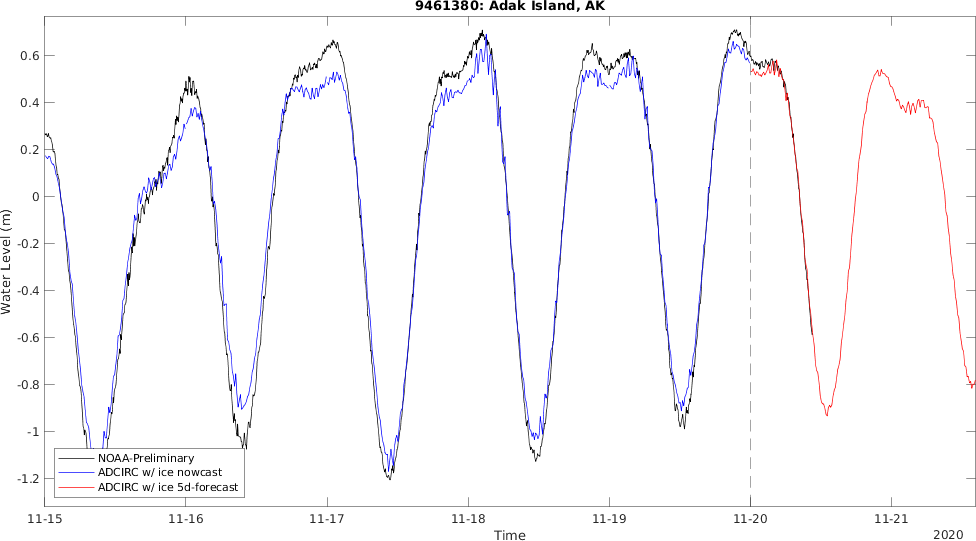 9461380: Adak Island, AK
Water Level (m)
0.6
0.4
0.2
0
-0.2
-0.4
-0.6
-0.8
-1
-1.2
NOAA-Preliminary
ADCIRC w/ ice nowcast
ADCIRC w/ ice 5d-forecast
11-15 11-16 11-17 11-18 11-19 11-20 11-21
Time
2020